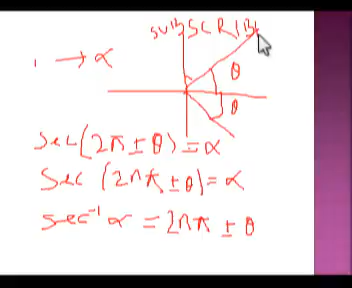 SUBSCRIBE
1 → α
θ
θ
sec(2π ± θ) = α
sec (2nπ ± θ) = α
sec⁻¹ α = 2nπ ± θ